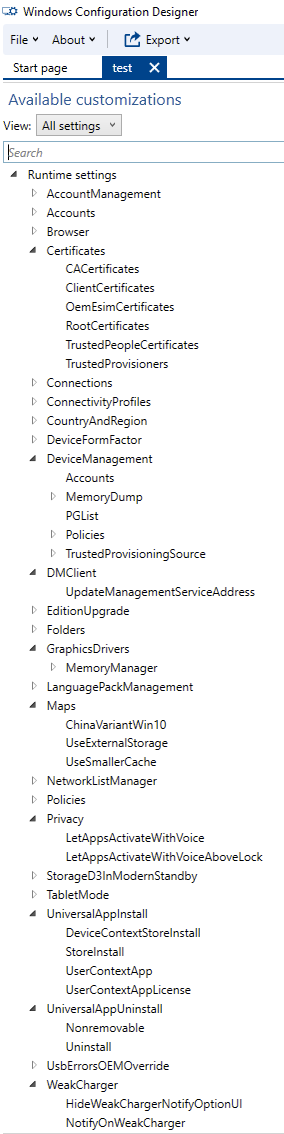 Windows Configuration Designer
File About Export
Start page test
Available customizations
View: All settings
Search
Runtime settings
AccountManagement
Accounts
Browser
Certificates
CACertificates
ClientCertificates
OemEsimCertificates
RootCertificates
TrustedPeopleCertificates
TrustedProvisioners
Connections
ConnectivityProfiles
CountryAndRegion
DeviceFormFactor
DeviceManagement
Accounts
MemoryDump
PGList
Policies
TrustedProvisioningSource
DMClient
UpdateManagementServiceAddress
EditionUpgrade
Folders
GraphicsDrivers
MemoryManager
LanguagePackManagement
Maps
ChinaVariantWin10
UseExternalStorage
UseSmallerCache
NetworkListManager
Policies
Privacy
LetAppsActivateWithVoice
LetAppsActivateWithVoiceAboveLock
StorageD3InModernStandby
TabletMode
UniversalAppInstall
DeviceContextStoreInstall
StoreInstall
UserContextApp
UserContextAppLicense
UniversalAppUninstall
Nonremovable
Uninstall
UsbErrorsOEMOverride
WeakCharger
HideWeakChargerNotifyOptionUI
NotifyOnWeakCharger